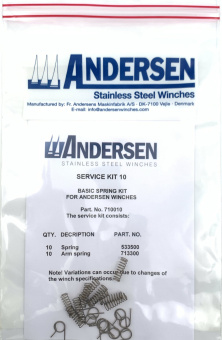 ANDERSEN
Stainless Steel Winches
Manufactured by: Fr. Andersens Maskinfabrik A/S - DK-7100 Vejle - Denmark
E-mail: info@andersenwinches.com
ANDERSEN
STAINLESS STEEL WINCHES
SERVICE KIT 10
BASIC SPRING KIT
FOR ANDERSEN WINCHES
Part. No. 710010
The service kit consists:
QTY. DECRIPTION PART. NO.
10 Spring 533500
10 Arm spring 713300
Note! Variations can occur due to changes of
the winch specifications.